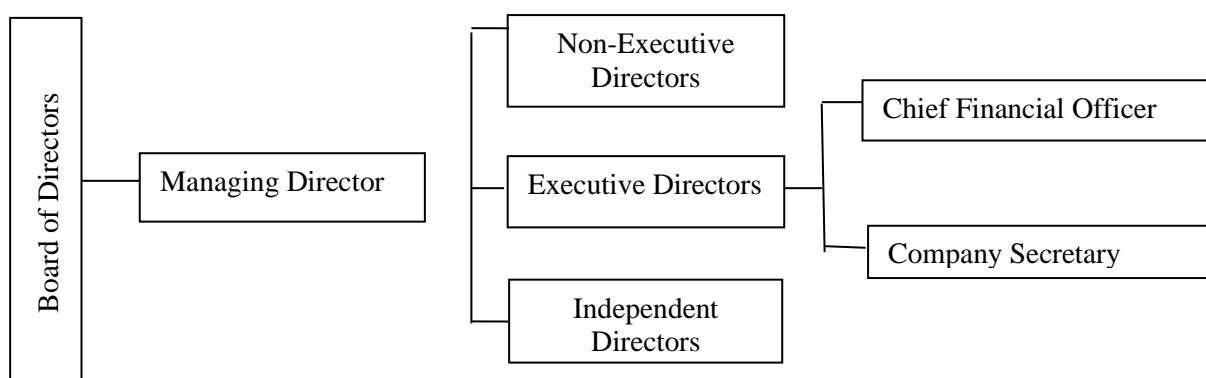 Board of Directors
Managing Director
Non-Executive
Directors
Executive Directors
Independent
Directors
Chief Financial Officer
Company Secretary